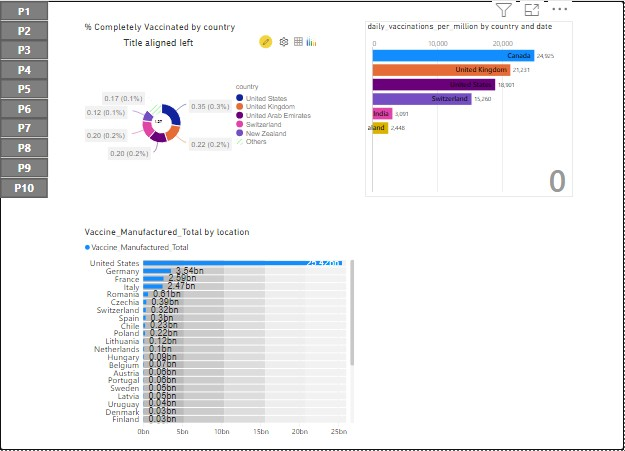 P1
P2
P3
P4
P5
P6
P7
P8
P9
P10
% Completely Vaccinated by country
Title aligned left
0.17 (0.1%)
0.12 (0.1%)
0.20 (0.2%)
0.20 (0.2%)
0.35 (0.3%)
0.22 (0.2%)
country
United States
United Kingdom
United Arab Emirates
Switzerland
New Zealand
Others
daily_vaccinations_per_million by country and date
0 10,000 20,000
Canada 24,925
United Kingdom 21,231
United States 18,901
Switzerland 15,260
India 3,091
aland 2,448
0
Vaccine_Manufactured_Total by location
Vaccine_Manufactured_Total
United States 25.42bn
Germany 3.54bn
France 2.59bn
Italy 2.47bn
Romania 0.61bn
Czechia 0.39bn
Switzerland 0.32bn
Spain 0.3bn
Chile 0.23bn
Poland 0.22bn
Lithuania 0.12bn
Netherlands 0.1bn
Hungary 0.09bn
Belgium 0.07bn
Austria 0.06bn
Portugal 0.06bn
Sweden 0.05bn
Latvia 0.05bn
Uruguay 0.04bn
Denmark 0.03bn
Finland 0.03bn
0bn 5bn 10bn 15bn 20bn 25bn